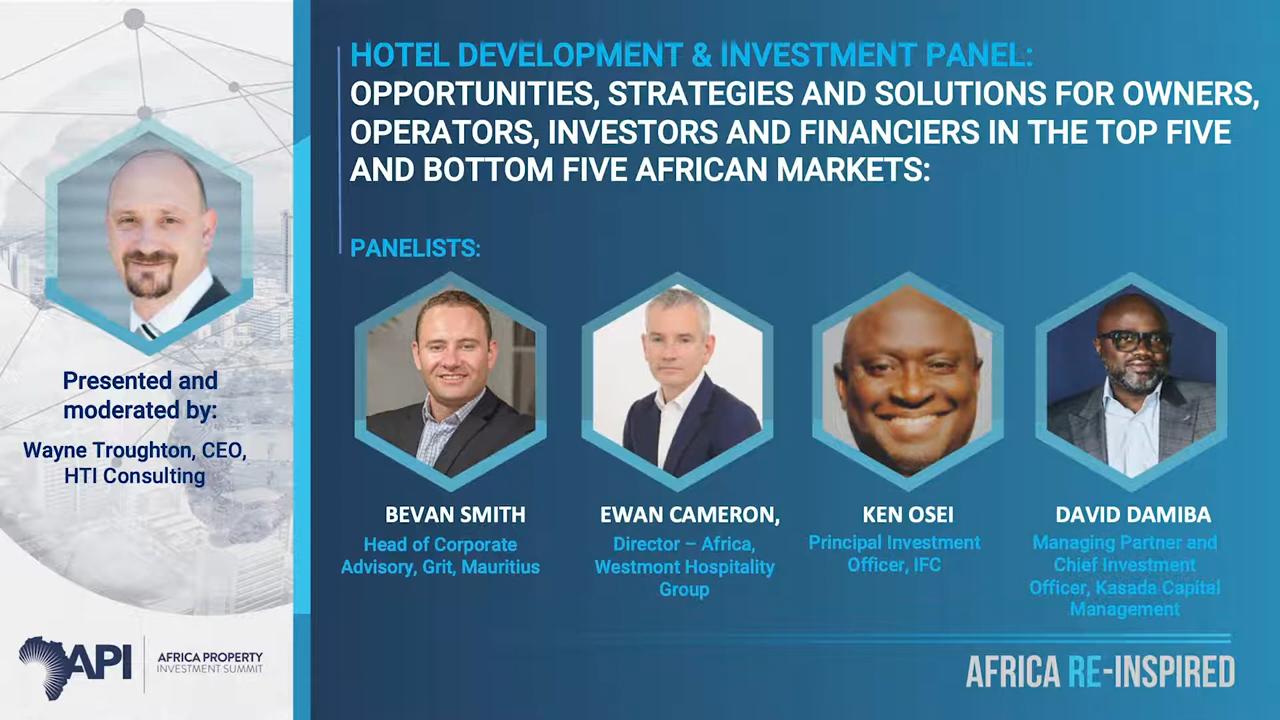 HOTEL DEVELOPMENT & INVESTMENT PANEL:
OPPORTUNITIES, STRATEGIES AND SOLUTIONS FOR OWNERS,
OPERATORS, INVESTORS AND FINANCIERS IN THE TOP FIVE
AND BOTTOM FIVE AFRICAN MARKETS:
Presented and
moderated by:
Wayne Troughton, CEO,
HTI Consulting
PANELISTS:
BEVAN SMITH
Head of Corporate
Advisory, Grit, Mauritius
EWAN CAMERON,
Director – Africa,
Westmont Hospitality
Group
KEN OSEI
Principal Investment
Officer, IFC
DAVID DAMIBA
Managing Partner and
Chief Investment
Officer, Kasada Capital
Management
API
AFRICA PROPERTY
INVESTMENT SUMMIT
AFRICA RE-INSPIRED